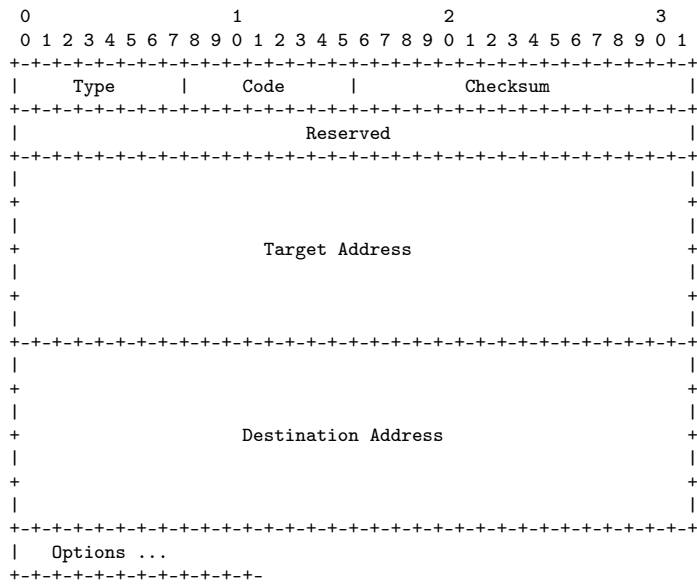 0 1 2 3
0 1 2 3 4 5 6 7 8 9 0 1 2 3 4 5 6 7 8 9 0 1 2 3 4 5 6 7 8 9 0 1
+-+-+-+-+-+-+-+-+-+-+-+-+-+-+-+-+-+-+-+-+-+-+-+-+-+-+-+-+-+-+-+-+
| Type | Code | Checksum |
+-+-+-+-+-+-+-+-+-+-+-+-+-+-+-+-+-+-+-+-+-+-+-+-+-+-+-+-+-+-+-+-+
| Reserved |
+-+-+-+-+-+-+-+-+-+-+-+-+-+-+-+-+-+-+-+-+-+-+-+-+-+-+-+-+-+-+-+-+
| |
+ +
| |
+ Target Address +
| |
+ +
| |
+-+-+-+-+-+-+-+-+-+-+-+-+-+-+-+-+-+-+-+-+-+-+-+-+-+-+-+-+-+-+-+-+
| |
+ +
| |
+ Destination Address +
| |
+ +
| |
+-+-+-+-+-+-+-+-+-+-+-+-+-+-+-+-+-+-+-+-+-+-+-+-+-+-+-+-+-+-+-+-+
| Options ...
+-+-+-+-+-+-+-+-+-+-+-+-